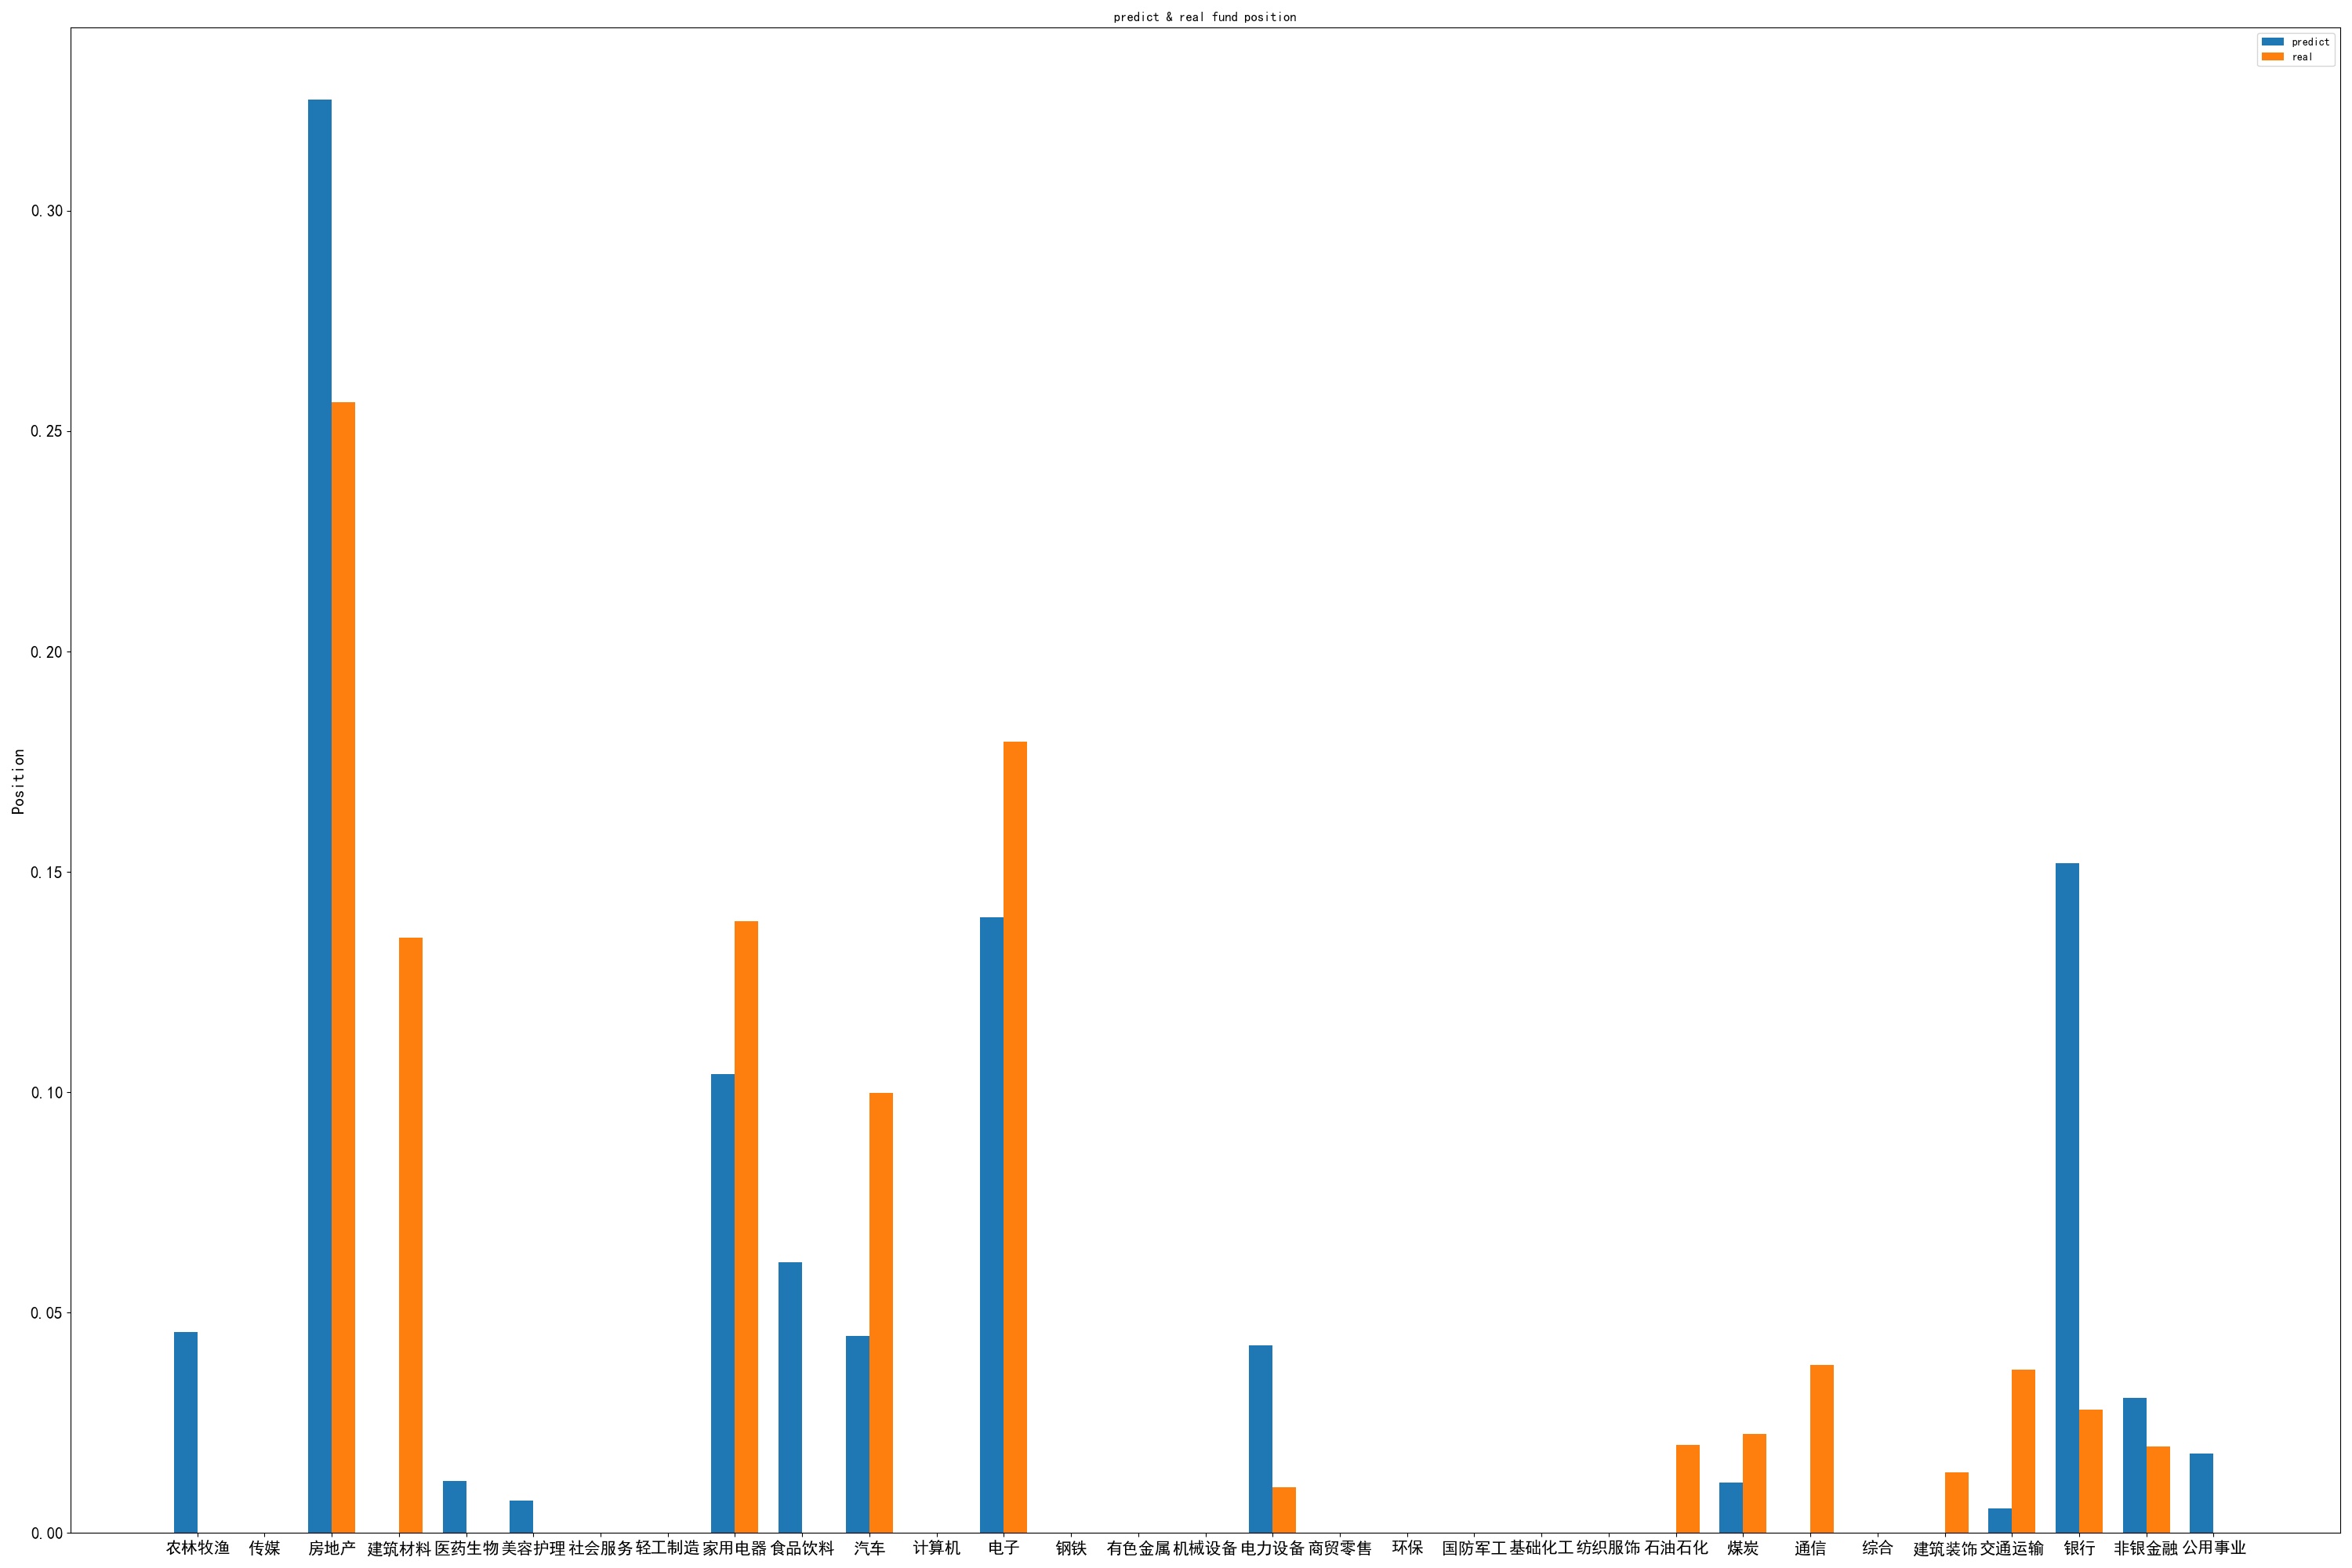 predict & real fund position
predict
real
Position
0.30
0.25
0.20
0.15
0.10
0.05
0.00
农林牧渔 传媒 房地产 建筑材料 医药生物 美容护理 社会服务 轻工制造 家用电器 食品饮料 汽车 计算机 电子 钢铁 有色金属 机械设备 电力设备 商贸零售 环保 国防军工 基础化工 纺织服饰 石油石化 煤炭 通信 综合 建筑装饰 交通运输 银行 非银金融 公用事业